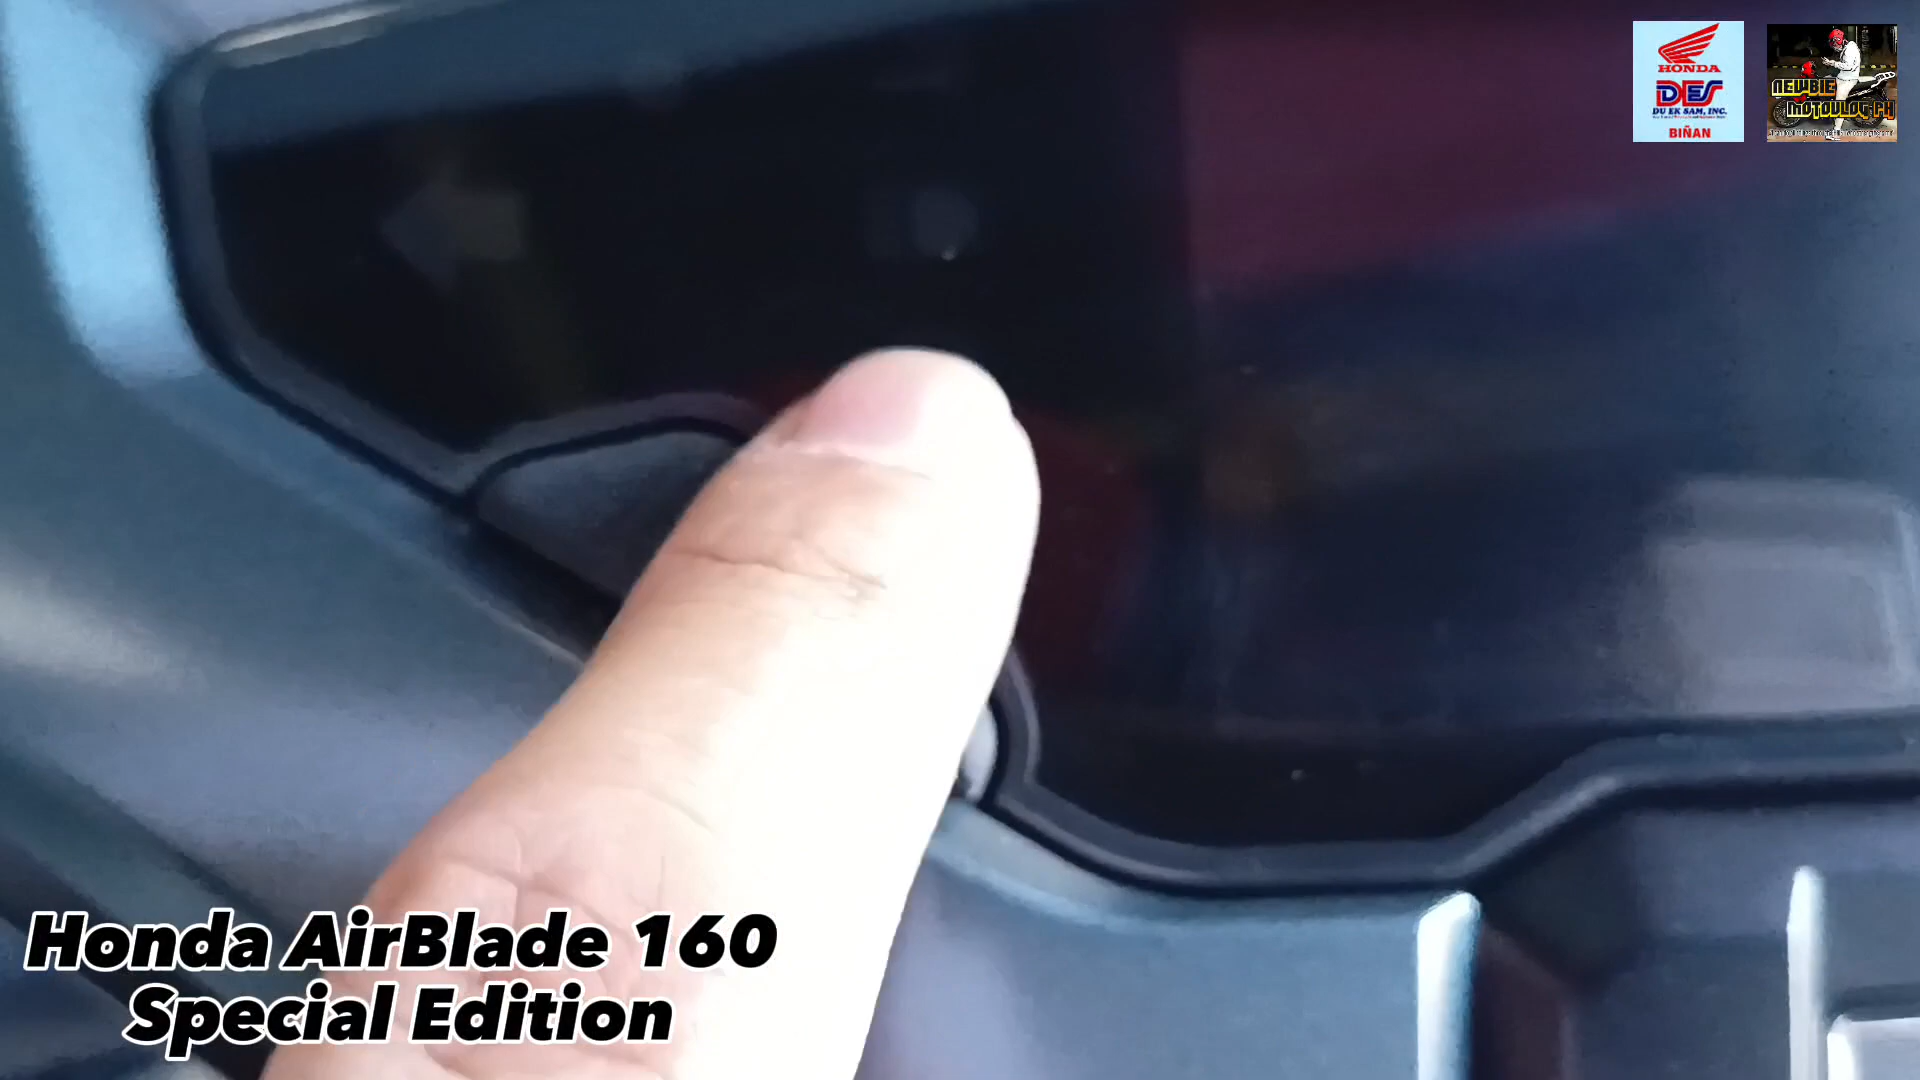 HONDA
DES
DU EK SAM, INC.
BIÑAN
NEWBIE
MOTOVLOG PH
Honda AirBlade 160
Special Edition